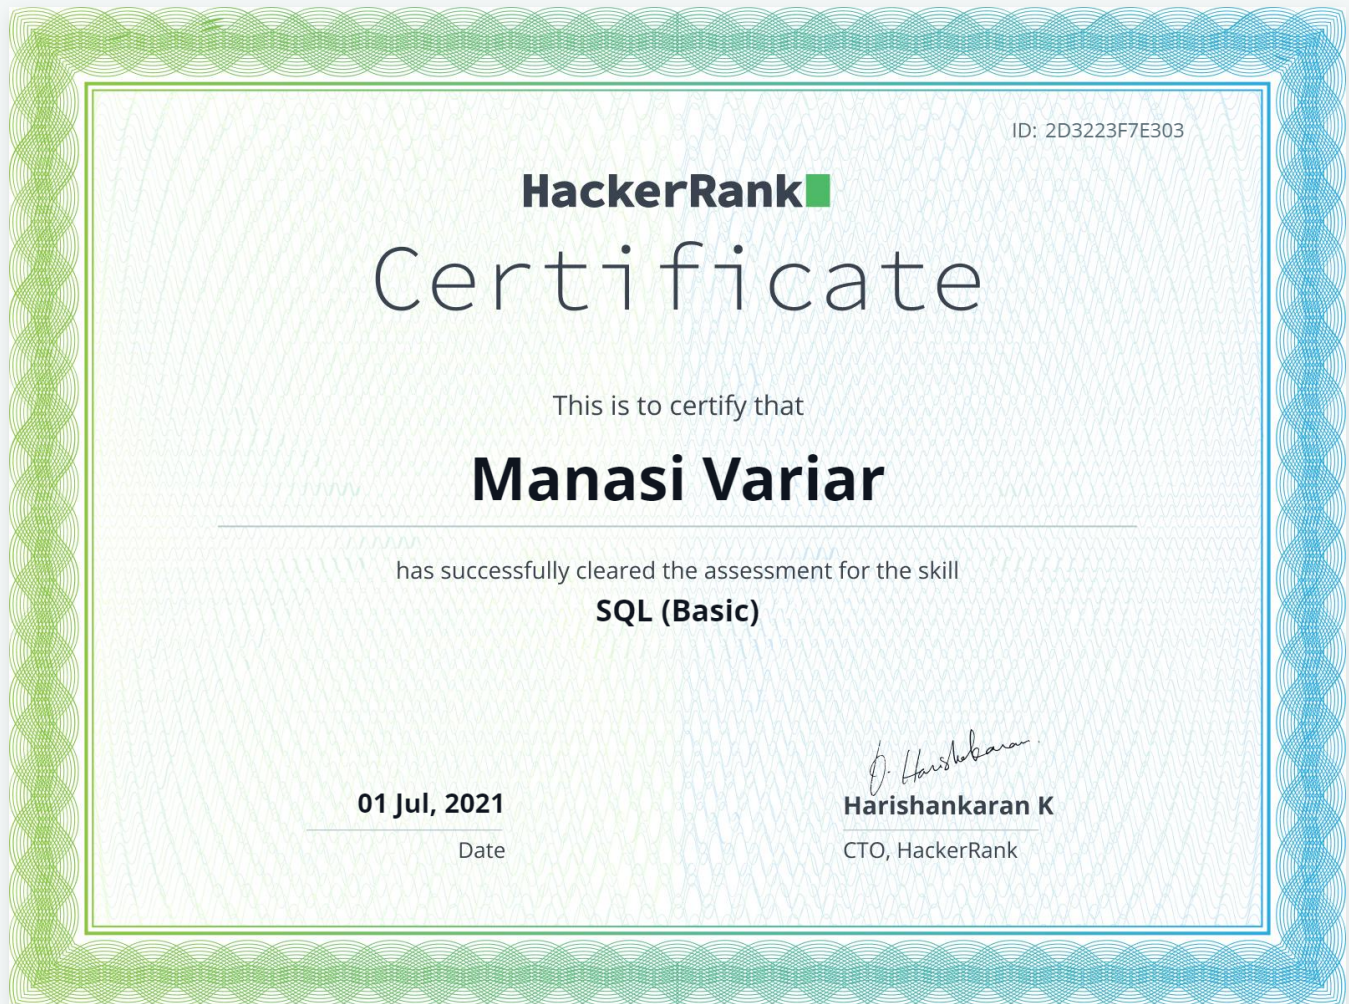 ID: 2D3223F7E303
HackerRank
Certificate
This is to certify that
Manasi Variar
has successfully cleared the assessment for the skill
SQL (Basic)
01 Jul, 2021
Date
Harishankaran K
CTO, HackerRank